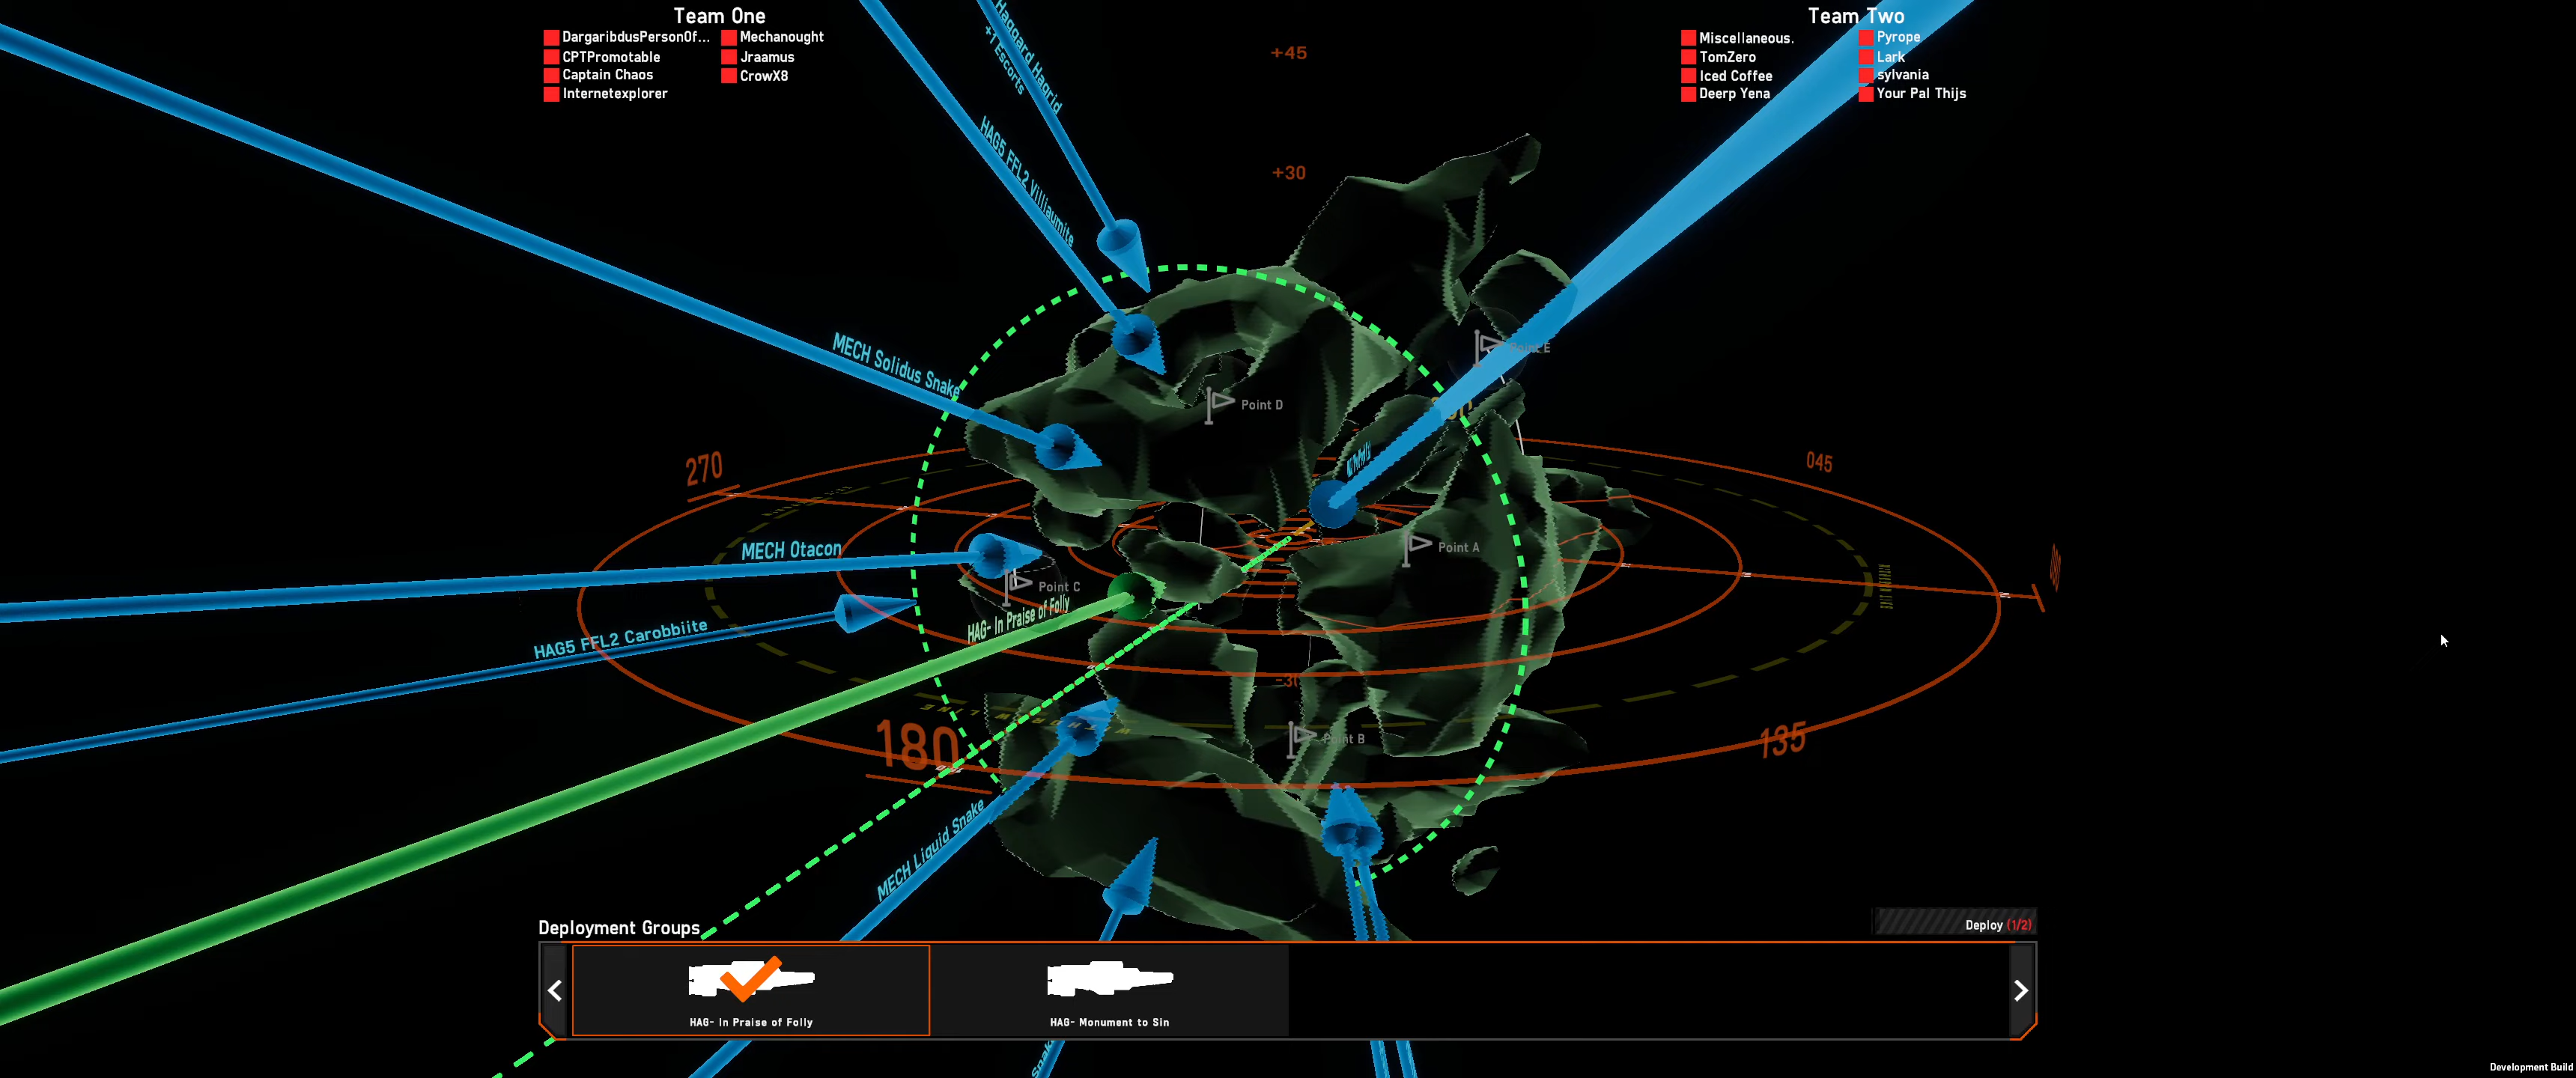 Team One
DargaribdusPersonOf...
Mechanought
CPTPromotable
Jraamus
Captain Chaos
CrowX8
Internetexplorer
Team Two
Miscellaneous.
Pyrope
TomZero
Lark
Iced Coffee
sylvania
Deerp Yena
Your Pal Thijs
Haggard Hagrid
+1 Escorts
+45
HAG5 FFL2 Villiaumite
+30
MECH Solidus Snake
Point E
Point D
270
045
MECH Otacon
Point A
Point C
HAG- In Praise of Folly
HAG5 FFL2 Carobbiite
-30
180
Point B
135
MECH Liquid Snake
Deployment Groups
Deploy (1/2)
HAG- In Praise of Folly
HAG- Monument to Sin
Development Build